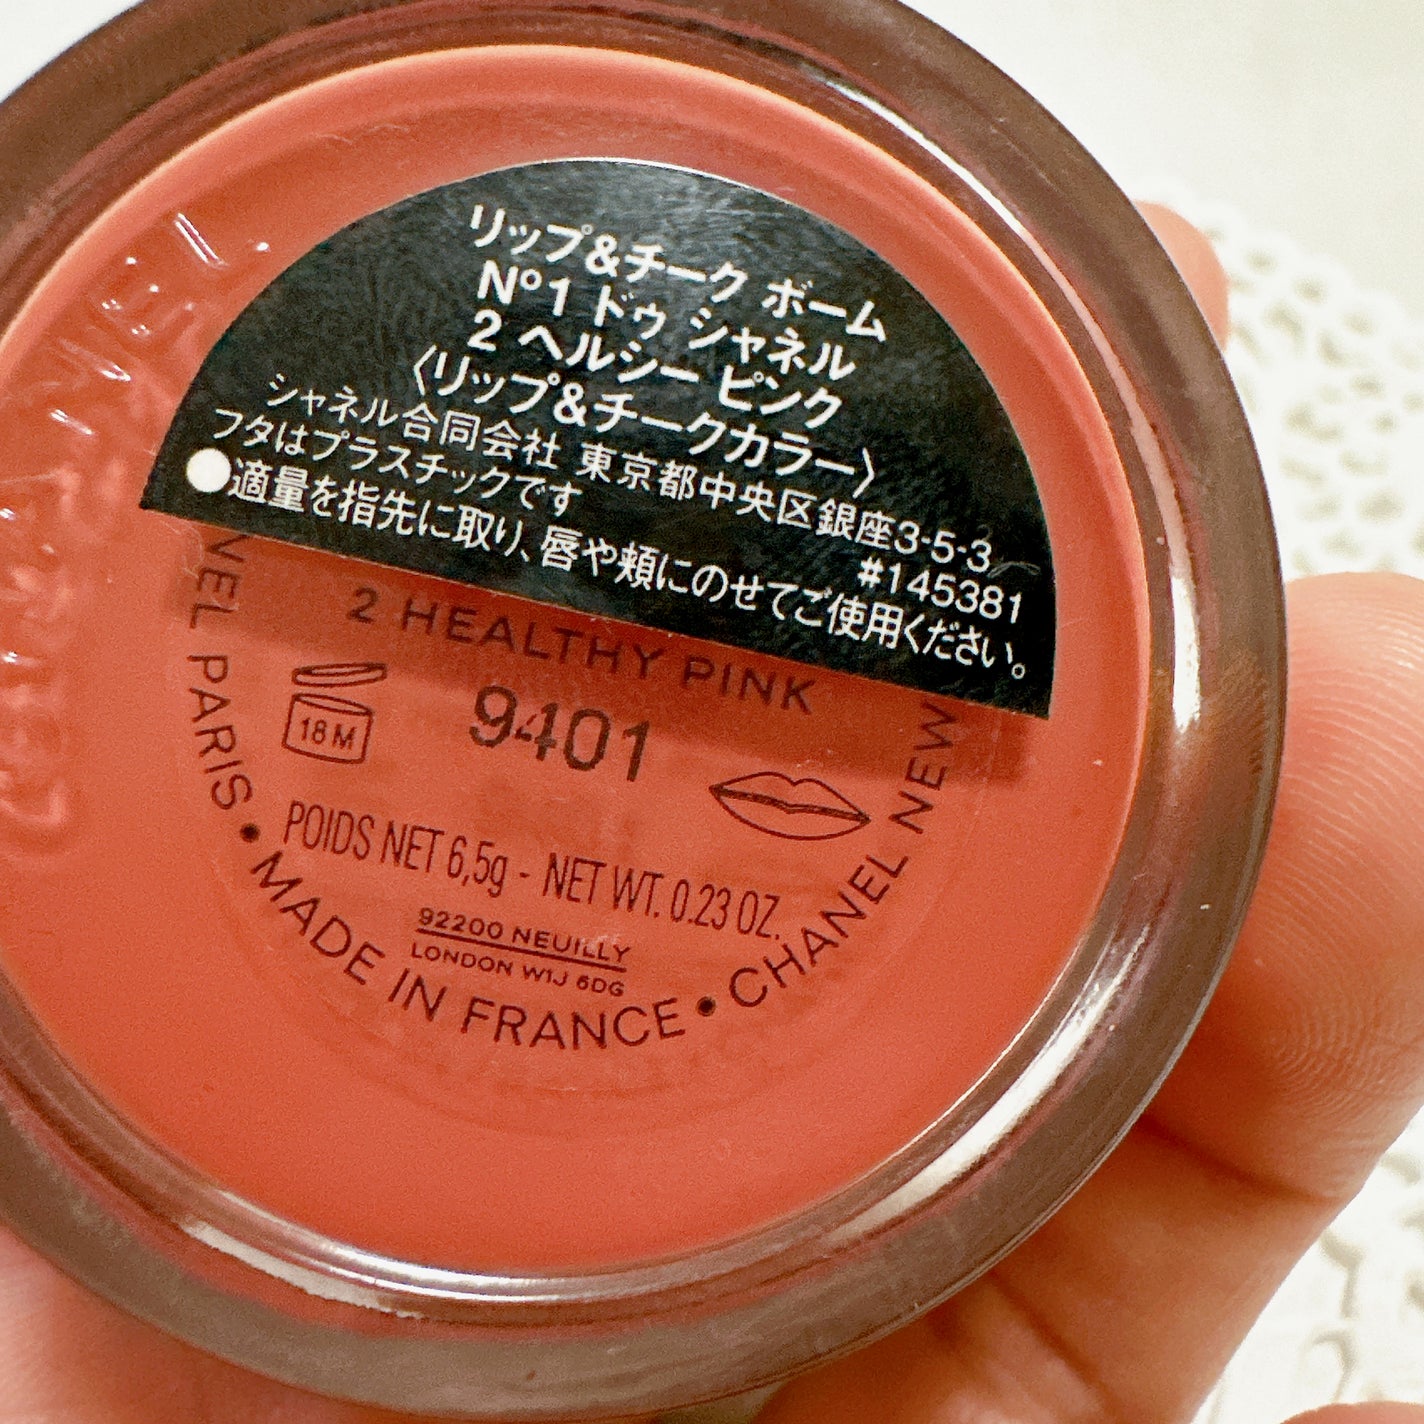 リップ&チーク ボーム
N°1 ドゥ シャネル
2 ヘルシー ピンク
〈リップ&チークカラー〉
シャネル合同会社 東京都中央区銀座3-5-3
フタはプラスチックです #145381
●適量を指先に取り、唇や頬にのせてご使用ください。
2 HEALTHY PINK
9401
18 M
POIDS NET 6,5g - NET WT. 0.23 OZ.
92200 NEUILLY
LONDON W1J 6DG
NEL PARIS • MADE IN FRANCE • CHANEL NEW